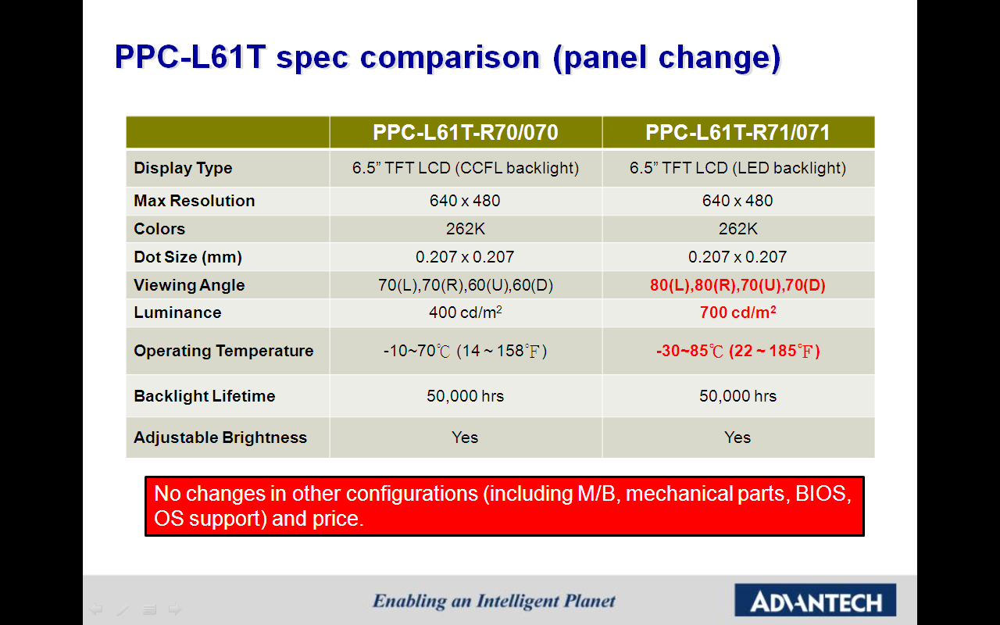 PPC-L61T spec comparison (panel change)
PPC-L61T-R70/070 PPC-L61T-R71/071
Display Type 6.5” TFT LCD (CCFL backlight) 6.5” TFT LCD (LED backlight)
Max Resolution 640 x 480 640 x 480
Colors 262K 262K
Dot Size (mm) 0.207 x 0.207 0.207 x 0.207
Viewing Angle 70(L),70(R),60(U),60(D) 80(L),80(R),70(U),70(D)
Luminance 400 cd/m² 700 cd/m²
Operating Temperature -10~70℃ (14 ~ 158℉) -30~85℃ (22 ~ 185℉)
Backlight Lifetime 50,000 hrs 50,000 hrs
Adjustable Brightness Yes Yes
No changes in other configurations (including M/B, mechanical parts, BIOS,
OS support) and price.
Enabling an Intelligent Planet
ADVANTECH